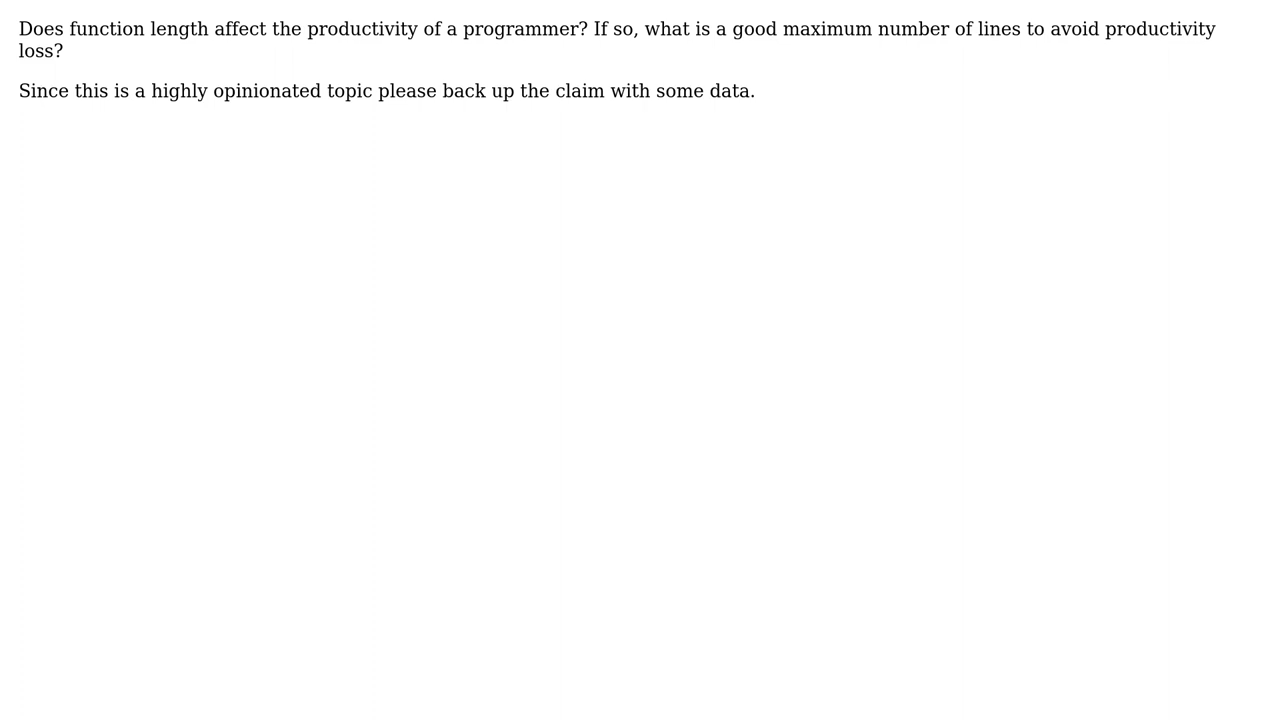 Does function length affect the productivity of a programmer? If so, what is a good maximum number of lines to avoid productivity
loss?
Since this is a highly opinionated topic please back up the claim with some data.